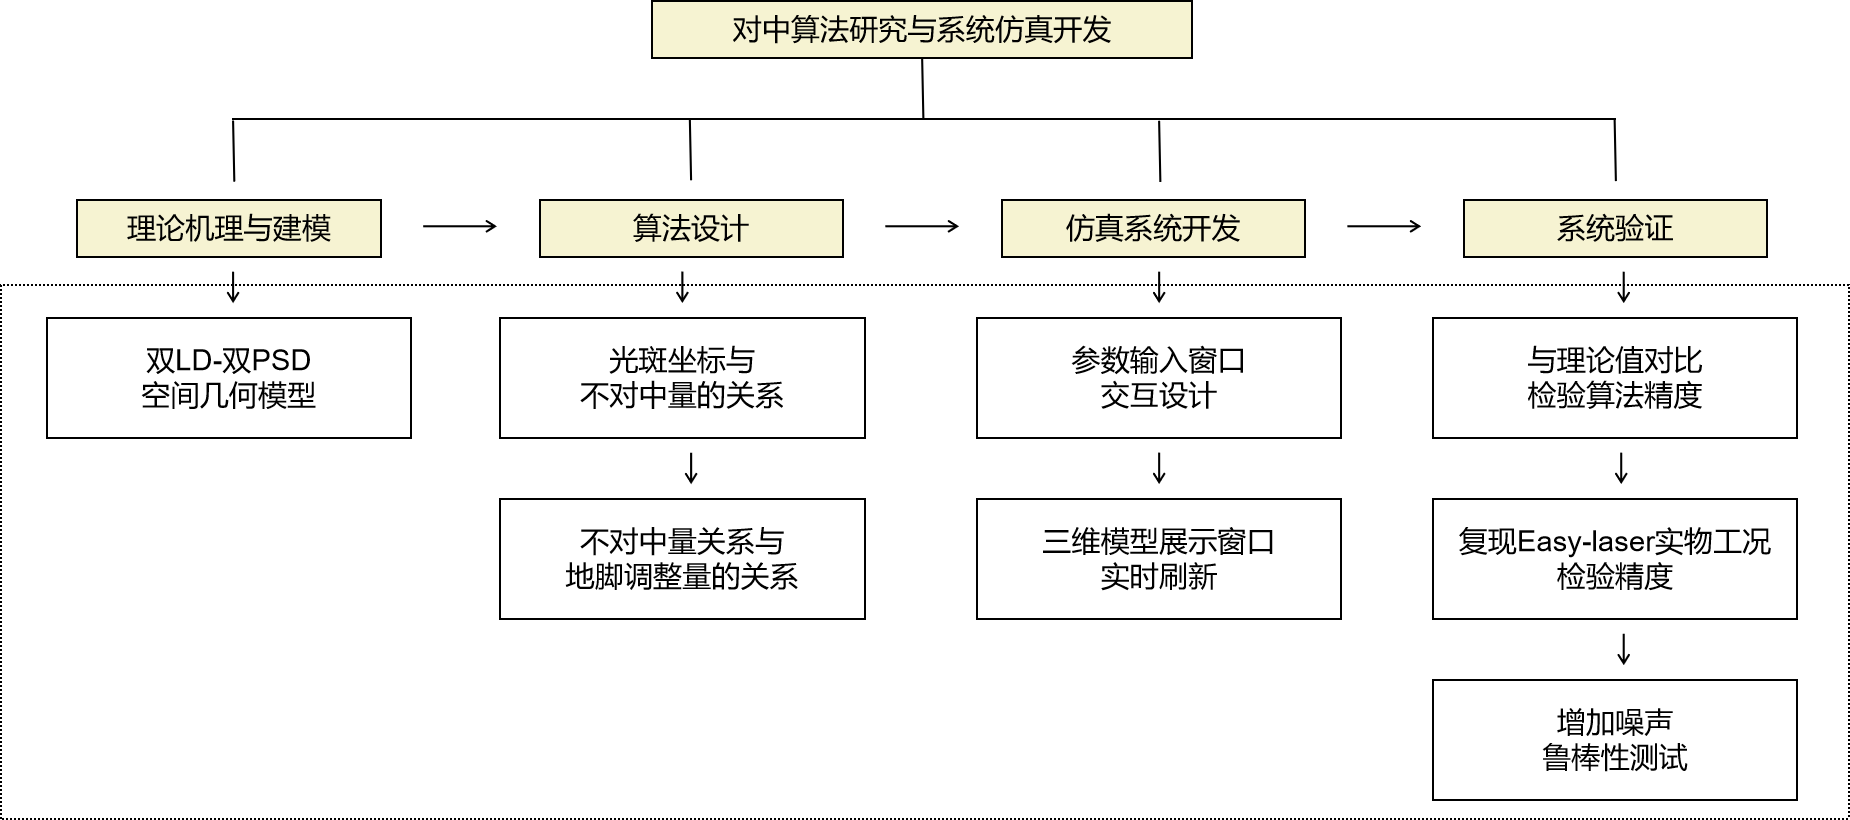 对中算法研究与系统仿真开发
理论机理与建模
算法设计
仿真系统开发
系统验证
双LD-双PSD
空间几何模型
光斑坐标与
不对中量的关系
参数输入窗口
交互设计
与理论值对比
检验算法精度
不对中量关系与
地脚调整量的关系
三维模型展示窗口
实时刷新
复现Easy-laser实物工况
检验精度
增加噪声
鲁棒性测试